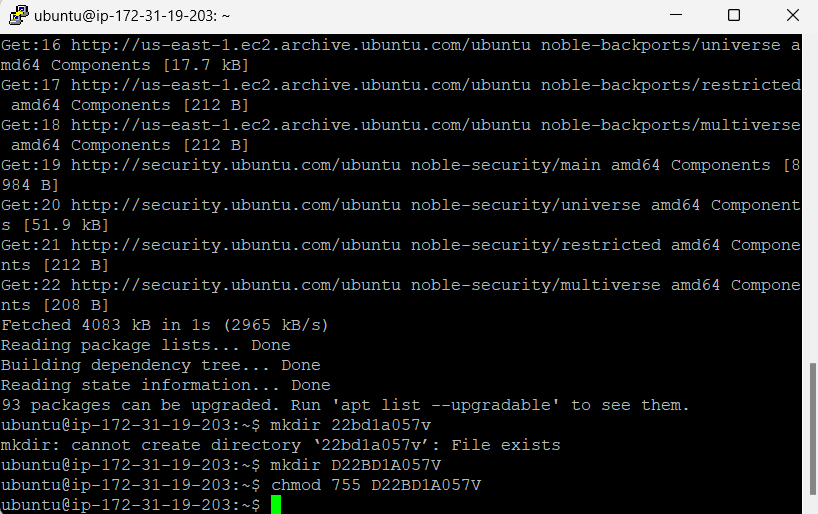 ubuntu@ip-172-31-19-203: ~
Get:16 http://us-east-1.ec2.archive.ubuntu.com/ubuntu noble-backports/universe a
md64 Components [17.7 kB]
Get:17 http://us-east-1.ec2.archive.ubuntu.com/ubuntu noble-backports/restricted
 amd64 Components [212 B]
Get:18 http://us-east-1.ec2.archive.ubuntu.com/ubuntu noble-backports/multiverse
 amd64 Components [212 B]
Get:19 http://security.ubuntu.com/ubuntu noble-security/main amd64 Components [8
984 B]
Get:20 http://security.ubuntu.com/ubuntu noble-security/universe amd64 Component
s [51.9 kB]
Get:21 http://security.ubuntu.com/ubuntu noble-security/restricted amd64 Compone
nts [212 B]
Get:22 http://security.ubuntu.com/ubuntu noble-security/multiverse amd64 Compone
nts [208 B]
Fetched 4083 kB in 1s (2965 kB/s)
Reading package lists... Done
Building dependency tree... Done
Reading state information... Done
93 packages can be upgraded. Run 'apt list --upgradable' to see them.
ubuntu@ip-172-31-19-203:~$ mkdir 22bd1a057v
mkdir: cannot create directory ‘22bd1a057v’: File exists
ubuntu@ip-172-31-19-203:~$ mkdir D22BD1A057V
ubuntu@ip-172-31-19-203:~$ chmod 755 D22BD1A057V
ubuntu@ip-172-31-19-203:~$